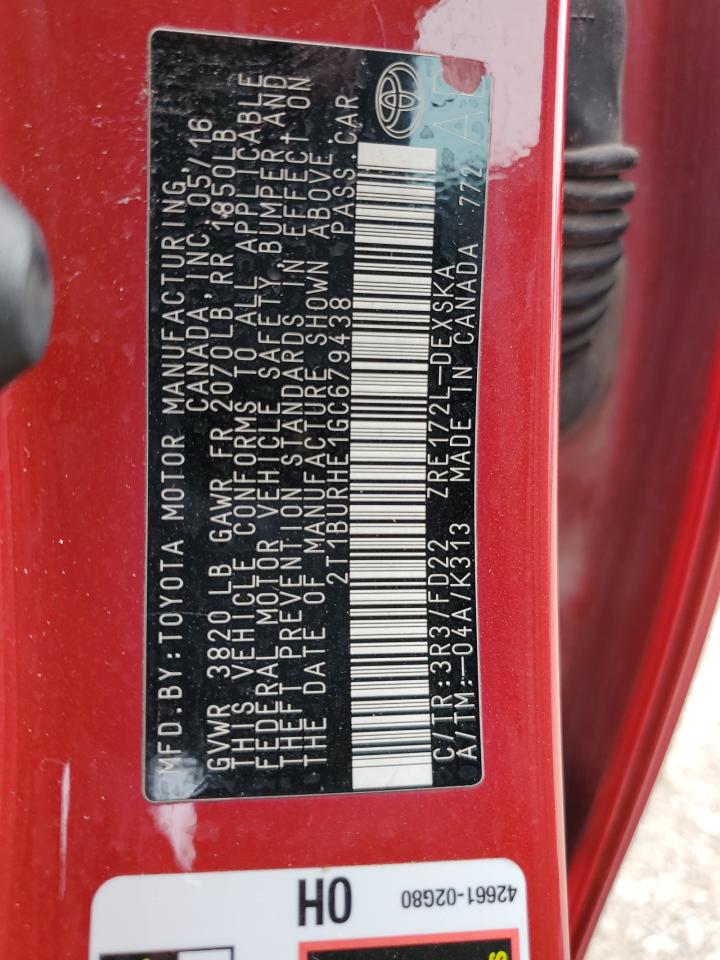 MFD.BY:TOYOTA MOTOR MANUFACTURING,
CANADA, INC. 05/16
GVWR 3820 LB GAWR FR 2070LB RR 1850LB
THIS VEHICLE CONFORMS TO ALL APPLICABLE
FEDERAL MOTOR VEHICLE SAFETY, BUMPER AND
THEFT PREVENTION STANDARDS IN EFFECT ON
THE DATE OF MANUFACTURE SHOWN ABOVE.
2T1BURHE1GC679438 PASS.CAR
C/TR:3R3/FD22 ZRE172L-DEXSKA
A/TM:-04A/K313 MADE IN CANADA 772
OH
42661-02G80